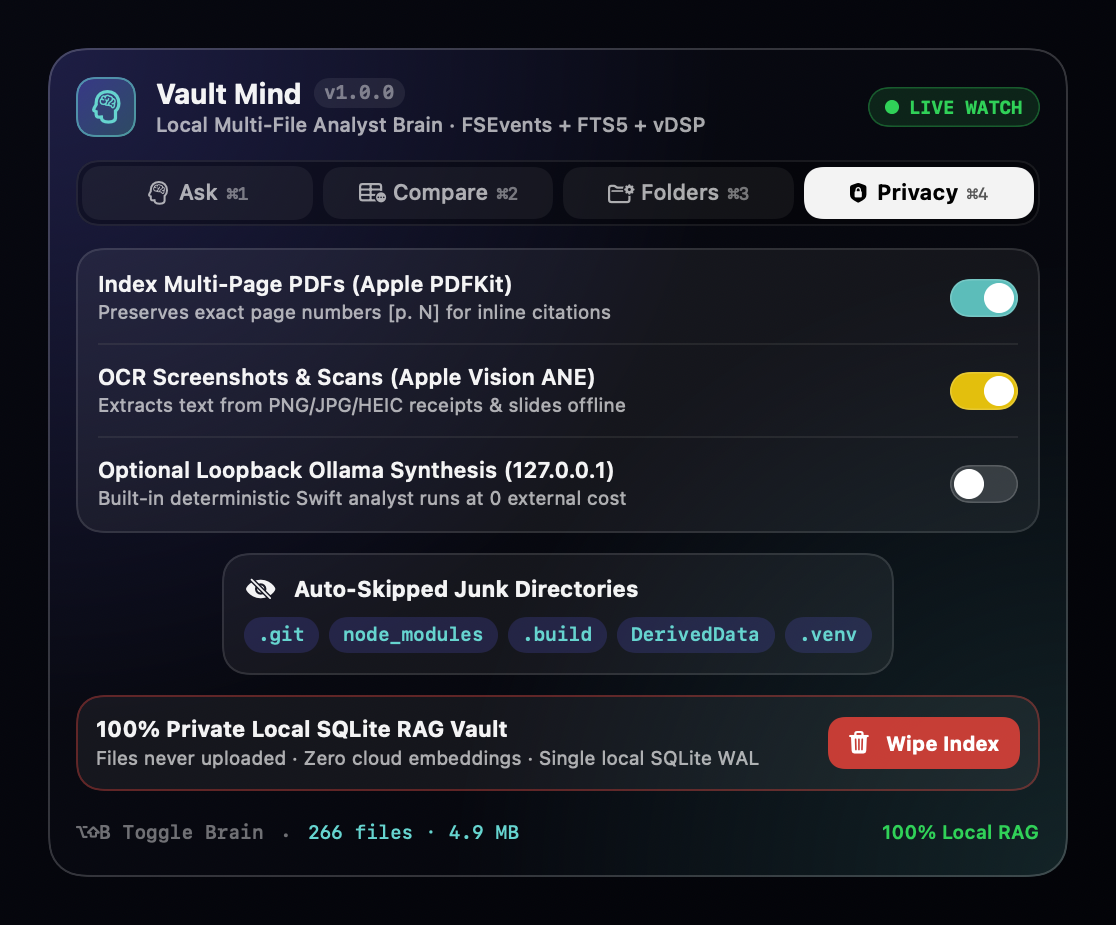 Vault Mind v1.0.0
Local Multi-File Analyst Brain · FSEvents + FTS5 + vDSP
LIVE WATCH
Ask ⌘1
Compare ⌘2
Folders ⌘3
Privacy ⌘4
Index Multi-Page PDFs (Apple PDFKit)
Preserves exact page numbers [p. N] for inline citations
OCR Screenshots & Scans (Apple Vision ANE)
Extracts text from PNG/JPG/HEIC receipts & slides offline
Optional Loopback Ollama Synthesis (127.0.0.1)
Built-in deterministic Swift analyst runs at 0 external cost
Auto-Skipped Junk Directories
.git node_modules .build DerivedData .venv
100% Private Local SQLite RAG Vault
Files never uploaded · Zero cloud embeddings · Single local SQLite WAL
Wipe Index
⌥⇧B Toggle Brain · 266 files · 4.9 MB
100% Local RAG